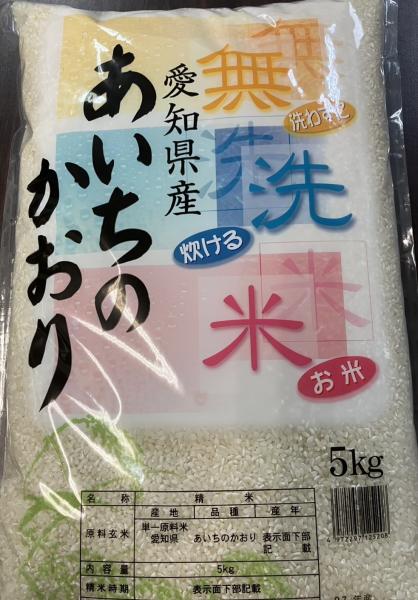 愛知県産
あいちの
かおり
無洗米
洗わずに
炊ける
お米
5kg
名 称 精 米
原料玄米 産 地 品 種 産 年
単一原料米
愛知県 あいちのかおり 表示面下部
記 載
内 容 量 5kg
精米時期 表示面下部記載